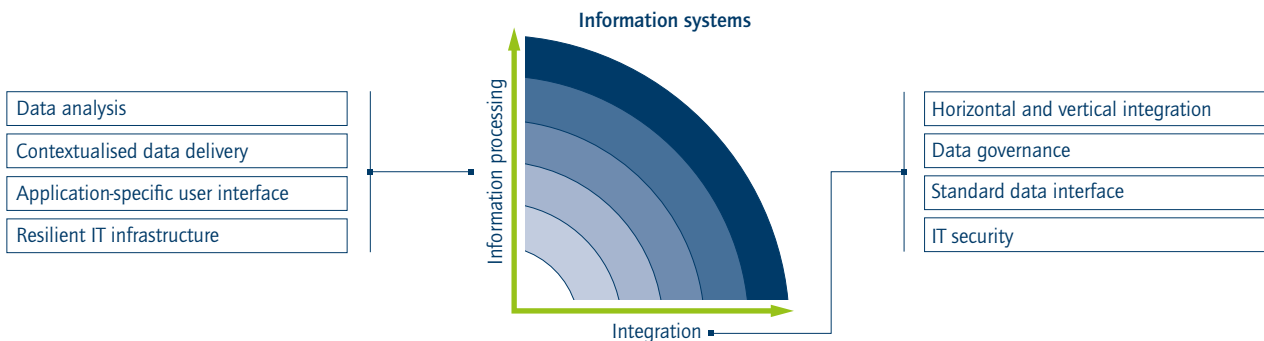 Information systems
Data analysis
Contextualised data delivery
Application-specific user interface
Resilient IT infrastructure
Information processing
Integration
Horizontal and vertical integration
Data governance
Standard data interface
IT security